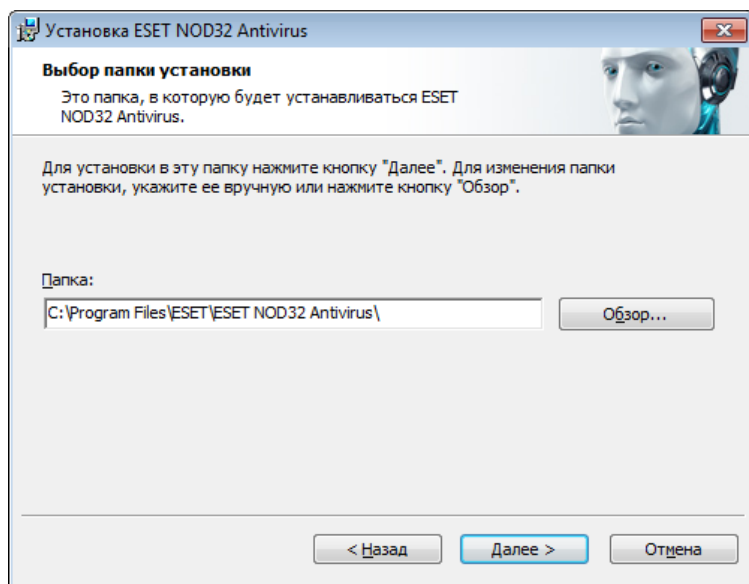 Установка ESET NOD32 Antivirus
Выбор папки установки
Это папка, в которую будет устанавливаться ESET
NOD32 Antivirus.
Для установки в эту папку нажмите кнопку "Далее". Для изменения папки
установки, укажите ее вручную или нажмите кнопку "Обзор".
Папка:
C:\Program Files\ESET\ESET NOD32 Antivirus\
Обзор...
< Назад
Далее >
Отмена